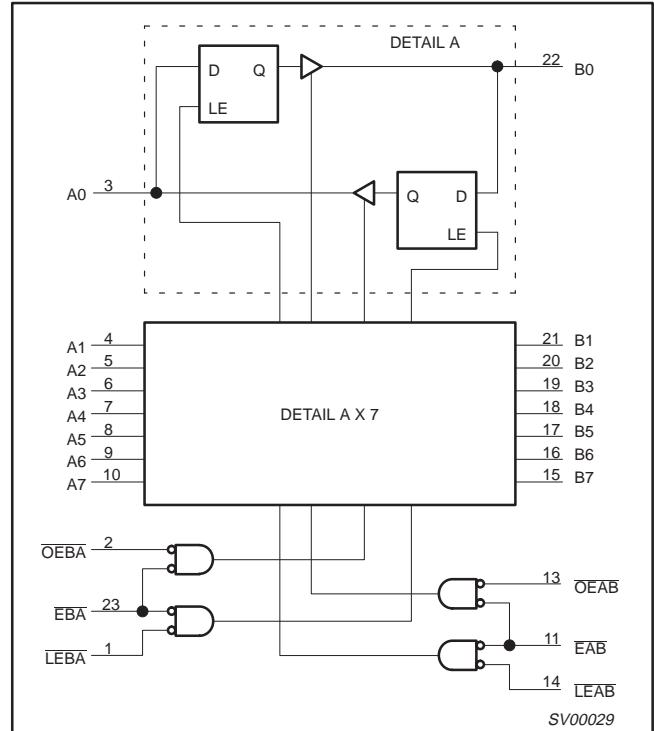 DETAIL A
D Q
LE
22 B0
A0 3
Q D
LE
A1 4
A2 5
A3 6
A4 7
A5 8
A6 9
A7 10
DETAIL A X 7
21 B1
20 B2
19 B3
18 B4
17 B5
16 B6
15 B7
OEBA 2
EBA 23
LEBA 1
13 OEAB
11 EAB
14 LEAB
SV00029